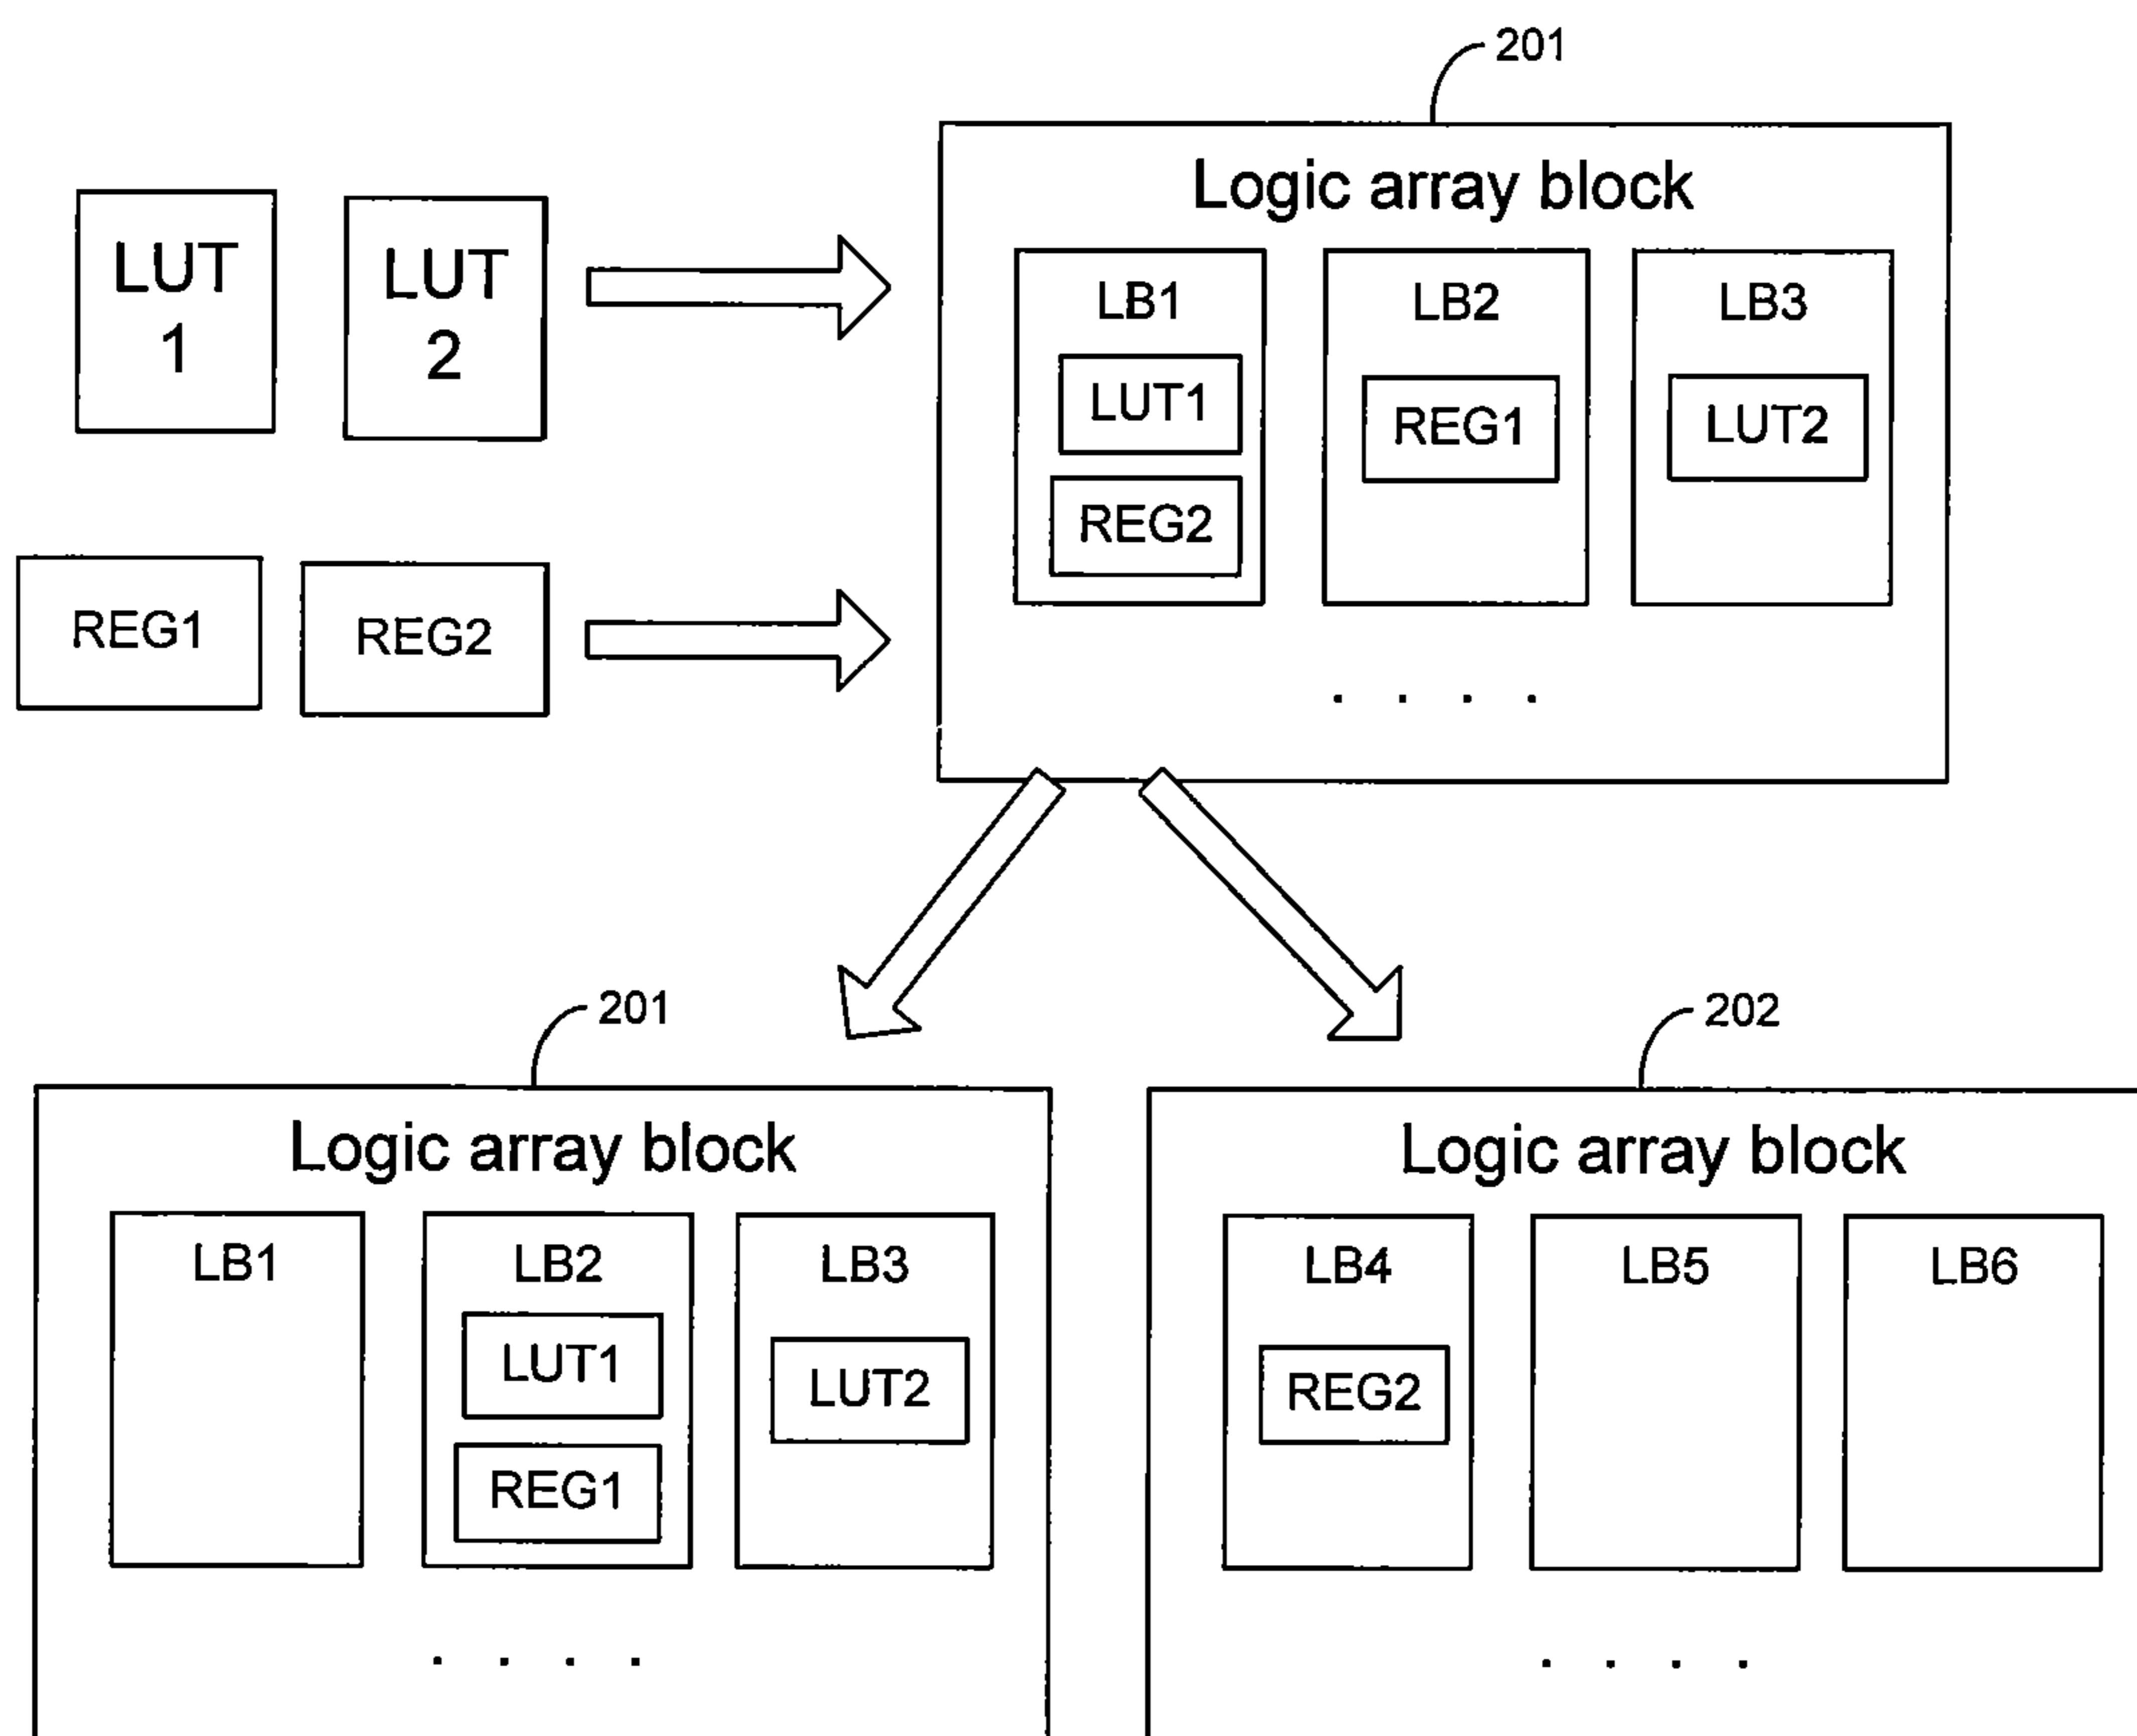 201
Logic array block
LUT
1
LUT
2
LB1
LB2
LB3
LUT1
REG1
LUT2
REG2
REG1
REG2
. . . .
201
202
Logic array block
Logic array block
LB1
LB2
LB3
LB4
LB5
LB6
LUT1
LUT2
REG2
REG1
. . . .
. . . .